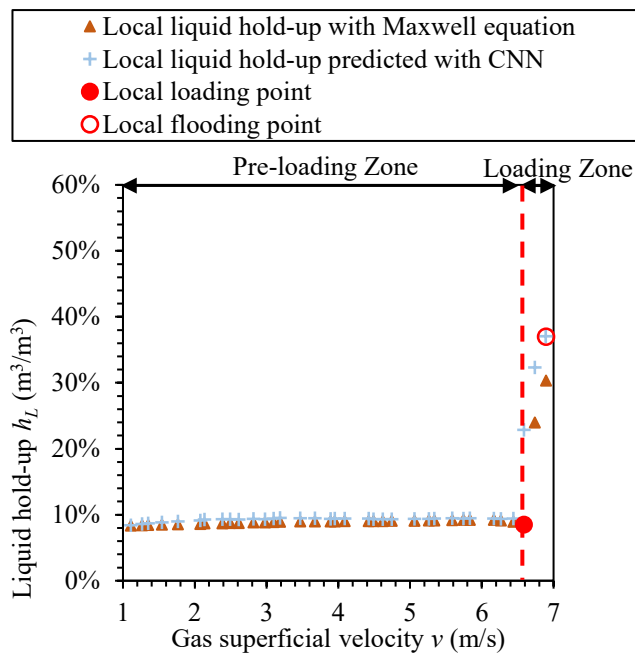 Local liquid hold-up with Maxwell equation
Local liquid hold-up predicted with CNN
Local loading point
Local flooding point
Pre-loading Zone
Loading Zone
60%
50%
40%
30%
20%
10%
0%
Liquid hold-up h_L (m³/m³)
1 2 3 4 5 6 7
Gas superficial velocity v (m/s)